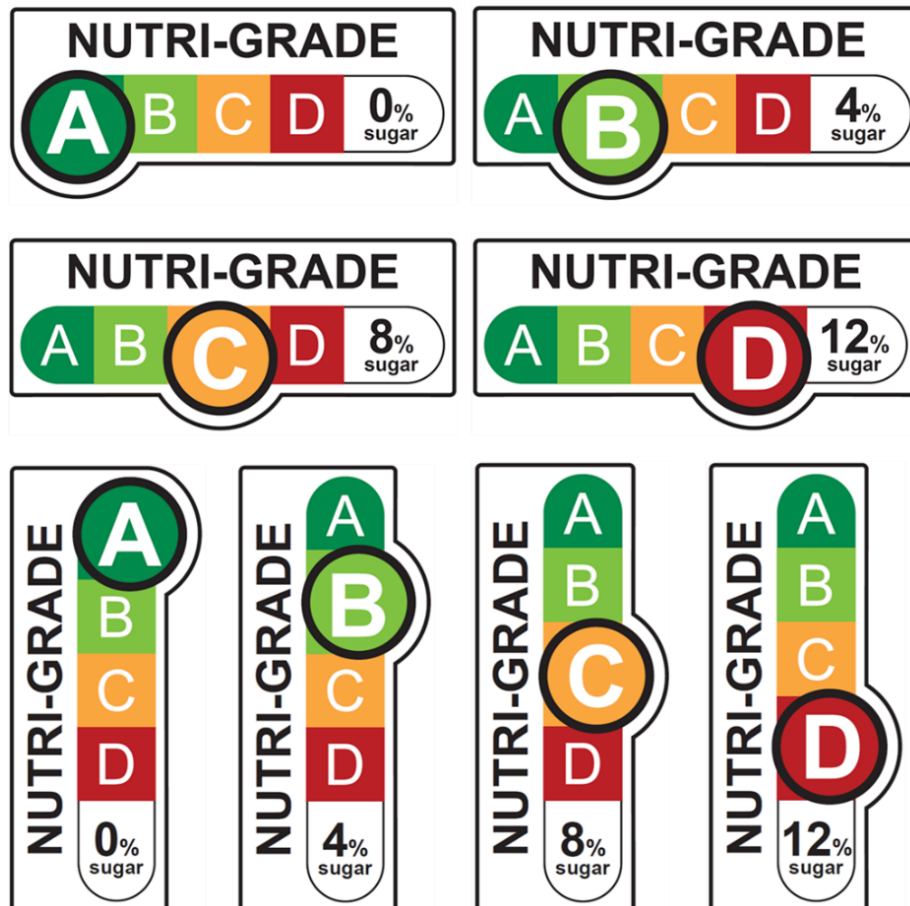 NUTRI-GRADE
A B C D 0% sugar
NUTRI-GRADE
A B C D 4% sugar
NUTRI-GRADE
A B C D 8% sugar
NUTRI-GRADE
A B C D 12% sugar
NUTRI-GRADE
A
B
C
D
0%
sugar
NUTRI-GRADE
A
B
C
D
4%
sugar
NUTRI-GRADE
A
B
C
D
8%
sugar
NUTRI-GRADE
A
B
C
D
12%
sugar